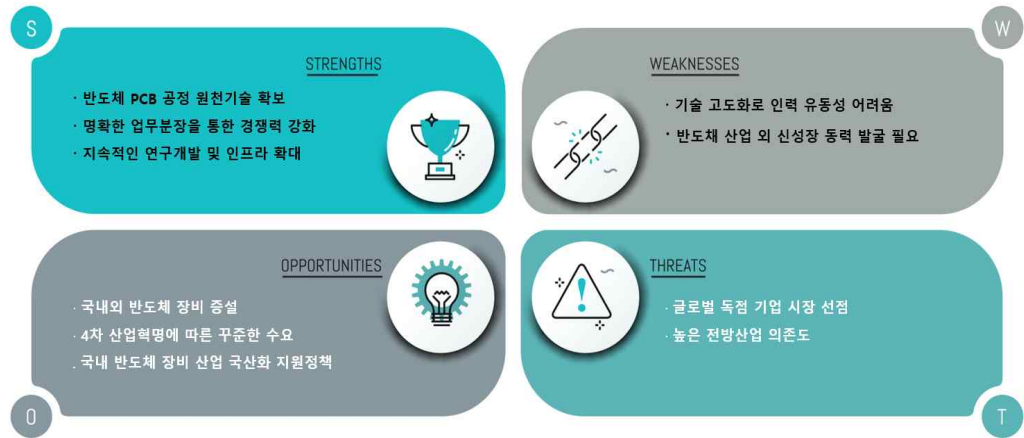 S
STRENGTHS
· 반도체 PCB 공정 원천기술 확보
· 명확한 업무분장을 통한 경쟁력 강화
· 지속적인 연구개발 및 인프라 확대
W
WEAKNESSES
· 기술 고도화로 인력 유동성 어려움
· 반도채 산업 외 신성장 동력 발굴 필요
OPPORTUNITIES
. 국내외 반도체 장비 증설
. 4차 산업혁명에 따른 꾸준한 수요
. 국내 반도체 장비 산업 국산화 지원정책
O
THREATS
· 글로벌 독점 기업 시장 선점
· 높은 전방산업 의존도
T